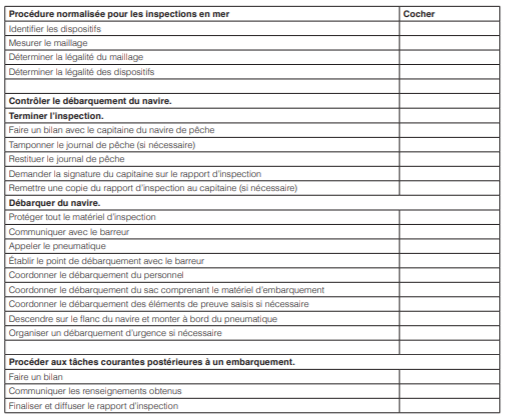 Procédure normalisée pour les inspections en mer Cocher
Identifier les dispositifs
Mesurer le maillage
Déterminer la légalité du maillage
Déterminer la légalité des dispositifs
Contrôler le débarquement du navire.
Terminer l'inspection.
Faire un bilan avec le capitaine du navire de pêche
Tamponner le journal de pêche (si nécessaire)
Restituer le journal de pêche
Demander la signature du capitaine sur le rapport d'inspection
Remettre une copie du rapport d'inspection au capitaine (si nécessaire)
Débarquer du navire.
Protéger tout le matériel d'inspection
Communiquer avec le barreur
Appeler le pneumatique
Établir le point de débarquement avec le barreur
Coordonner le débarquement du personnel
Coordonner le débarquement du sac comprenant le matériel d'embarquement
Coordonner le débarquement des éléments de preuve saisis si nécessaire
Descendre sur le flanc du navire et monter à bord du pneumatique
Organiser un débarquement d'urgence si nécessaire
Procéder aux tâches courantes postérieures à un embarquement.
Faire un bilan
Communiquer les renseignements obtenus
Finaliser et diffuser le rapport d'inspection